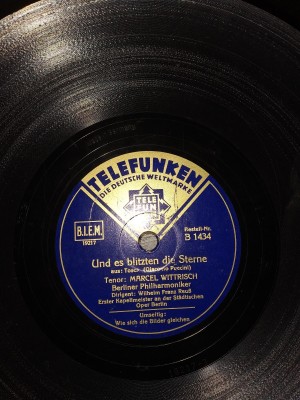 TELEFUNKEN
DIE DEUTSCHE WELTMARKE
TELE
FUN
KEN
B.I.E.M.
19217
Bestell-Nr.
B 1434
Und es blitzten die Sterne
aus: Tosca (Giacomo Puccini)
Tenor: MARCEL WITTRISCH
Berliner Philharmoniker
Dirigent: Wilhelm Franz Reuß
Erster Kapellmeister an der Städtischen
Oper Berlin
Umseitig:
Wie sich die Bilder gleichen